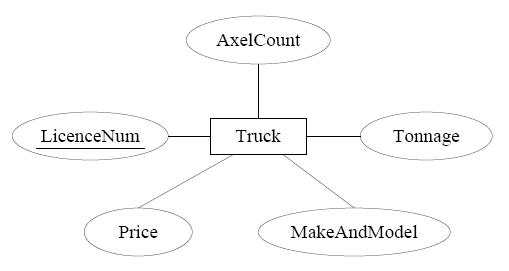 AxelCount
LicenceNum
Truck
Tonnage
Price
MakeAndModel